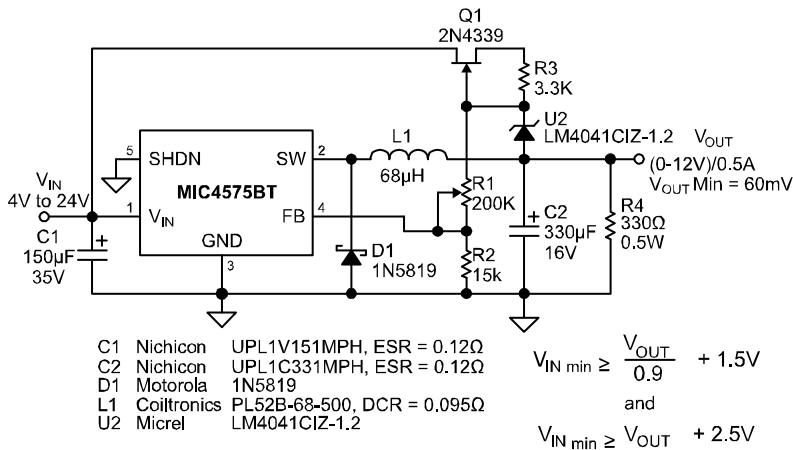 Q1
2N4339
R3
3.3K
U2
LM4041CIZ-1.2
L1
68µH
V_OUT
(0-12V)/0.5A
V_OUT Min = 60mV
5
SHDN
SW
2
MIC4575BT
V_IN
4V to 24V
1
V_IN
FB
4
GND
3
R1
200K
C1
150µF
35V
+
D1
1N5819
R2
15k
+
C2
330µF
16V
R4
330Ω
0.5W
C1 Nichicon UPL1V151MPH, ESR = 0.12Ω
C2 Nichicon UPL1C331MPH, ESR = 0.12Ω
D1 Motorola 1N5819
L1 Coiltronics PL52B-68-500, DCR = 0.095Ω
U2 Micrel LM4041CIZ-1.2
V_IN min ≥ V_OUT / 0.9 + 1.5V
and
V_IN min ≥ V_OUT + 2.5V